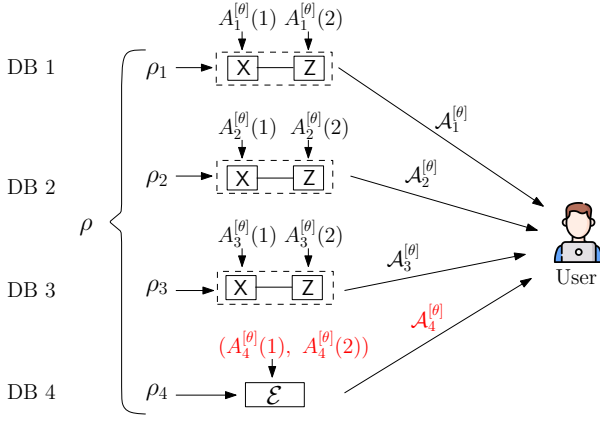 A₁^[θ](1) A₁^[θ](2)
DB 1 ρ₁ X Z
𝒜₁^[θ]
A₂^[θ](1) A₂^[θ](2)
DB 2 ρ₂ X Z
𝒜₂^[θ]
ρ
A₃^[θ](1) A₃^[θ](2)
𝒜₃^[θ]
User
DB 3 ρ₃ X Z
𝒜₄^[θ]
(A₄^[θ](1), A₄^[θ](2))
DB 4 ρ₄ ℰ